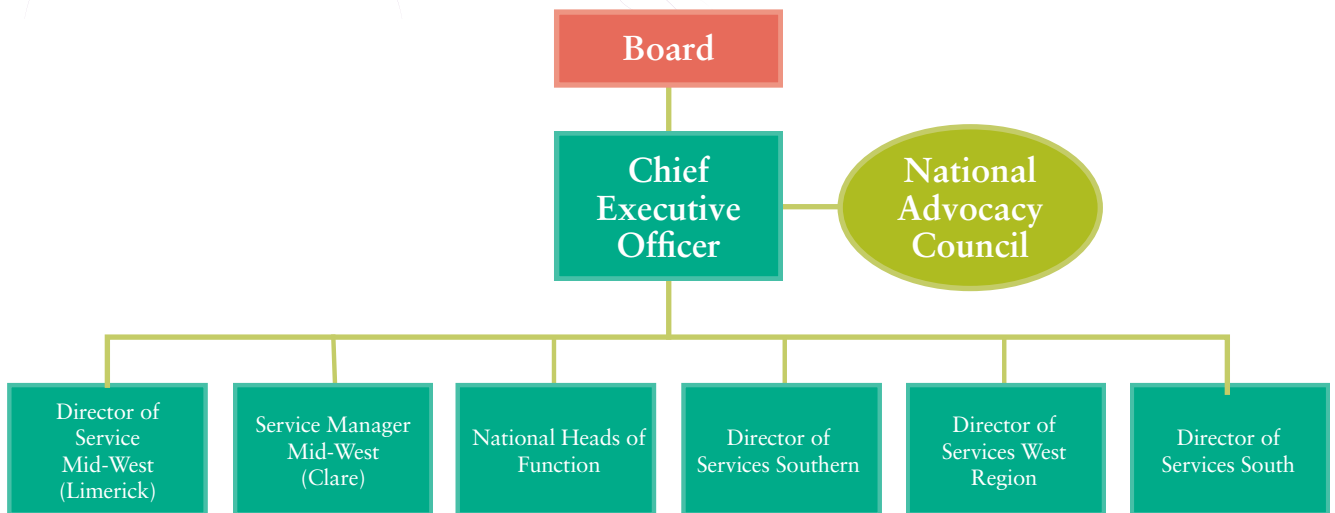 Board
Chief
Executive
Officer
National
Advocacy
Council
Director of
Service
Mid-West
(Limerick)
Service Manager
Mid-West
(Clare)
National Heads of
Function
Director of
Services Southern
Director of
Services West
Region
Director of
Services South